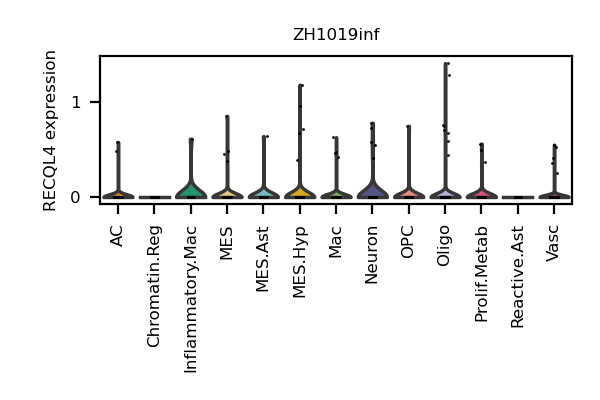 ZH1019inf
RECQL4 expression
1
0
AC
Chromatin.Reg
Inflammatory.Mac
MES
MES.Ast
MES.Hyp
Mac
Neuron
OPC
Oligo
Prolif.Metab
Reactive.Ast
Vasc